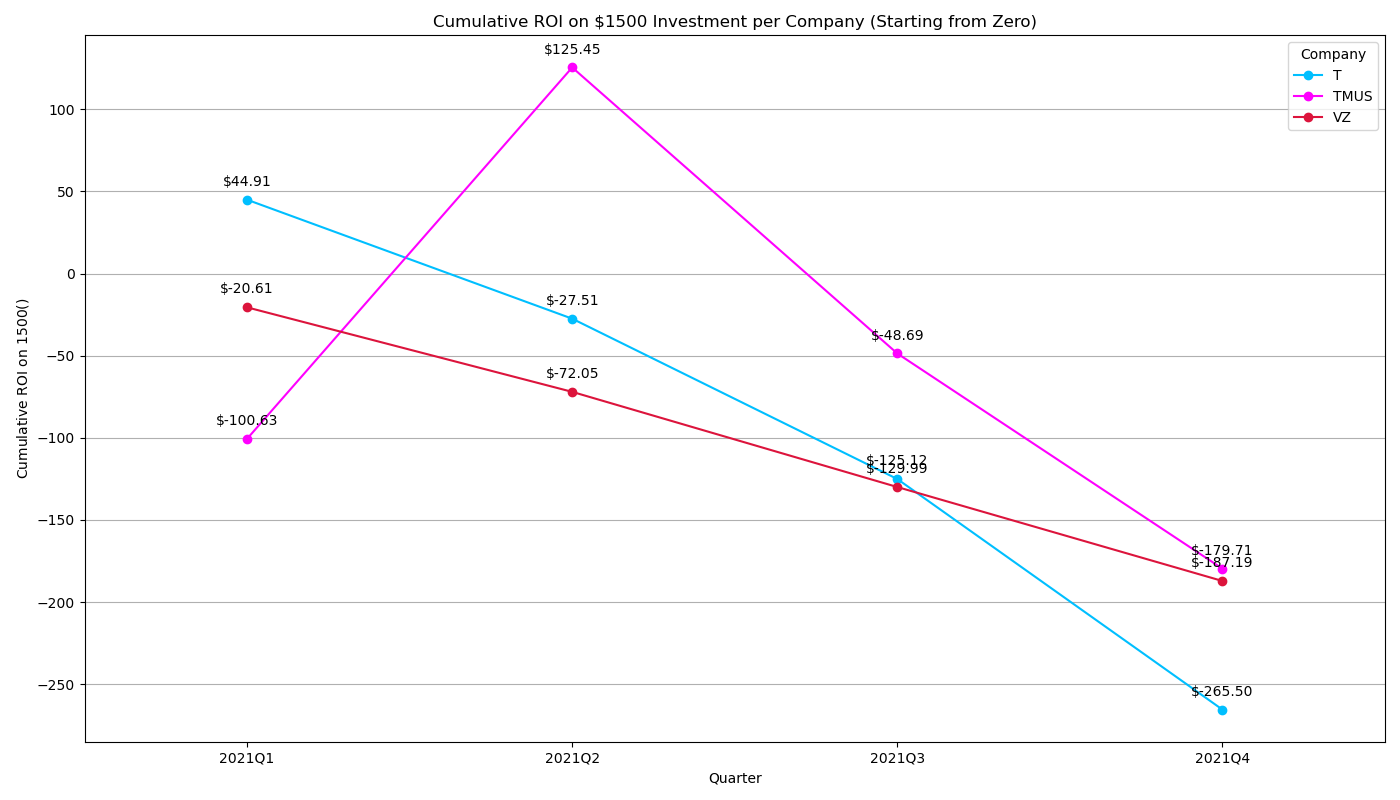 Cumulative ROI on $1500 Investment per Company (Starting from Zero)
Company
T
TMUS
VZ
Cumulative ROI on 1500()
100
50
0
−50
−100
−150
−200
−250
$125.45
$44.91
$-20.61
$-27.51
$-48.69
$-72.05
$-100.63
$-125.12
$-129.99
$-179.71
$-187.19
$-265.50
2021Q1
2021Q2
2021Q3
2021Q4
Quarter